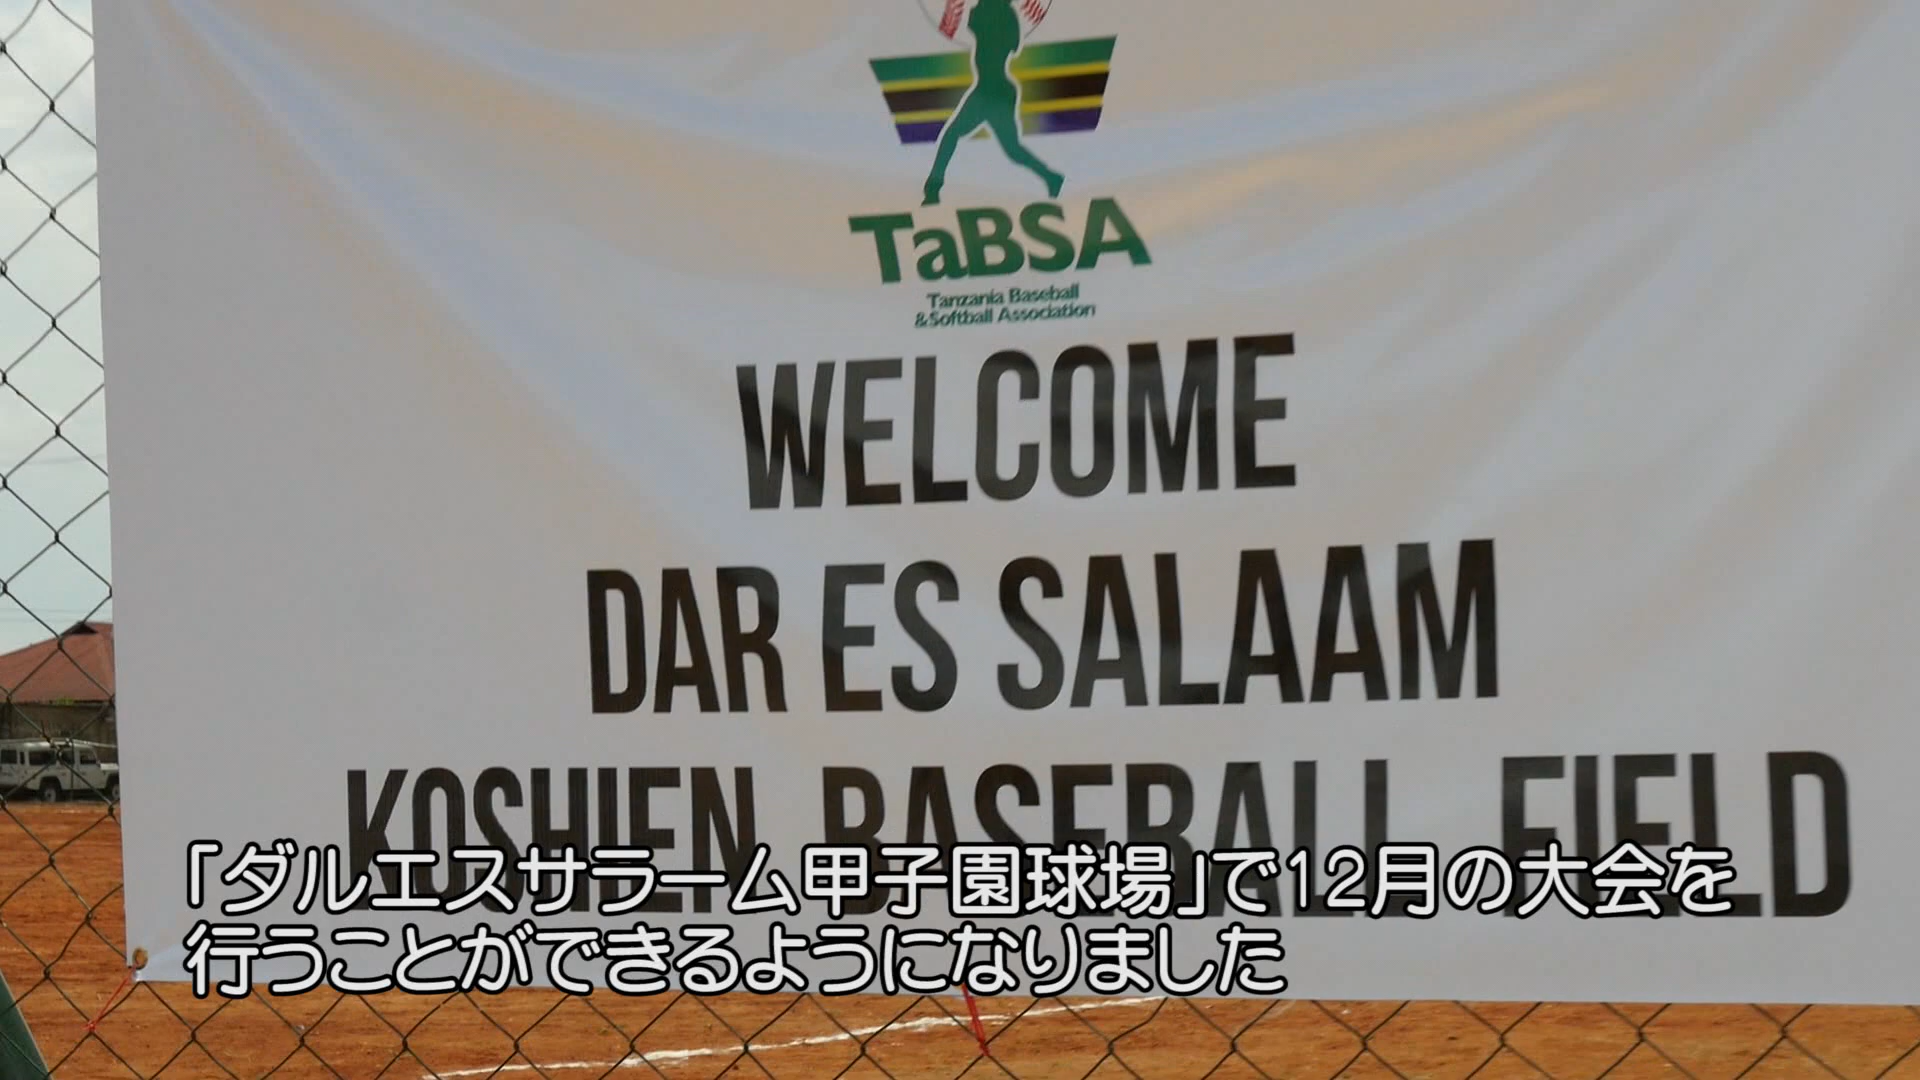 TaBSA
Tanzania Baseball
& Softball Association
WELCOME
DAR ES SALAAM
KOSHIEN BASEBALL FIELD
「ダルエスサラーム甲子園球場」で12月の大会を
行うことができるようになりました